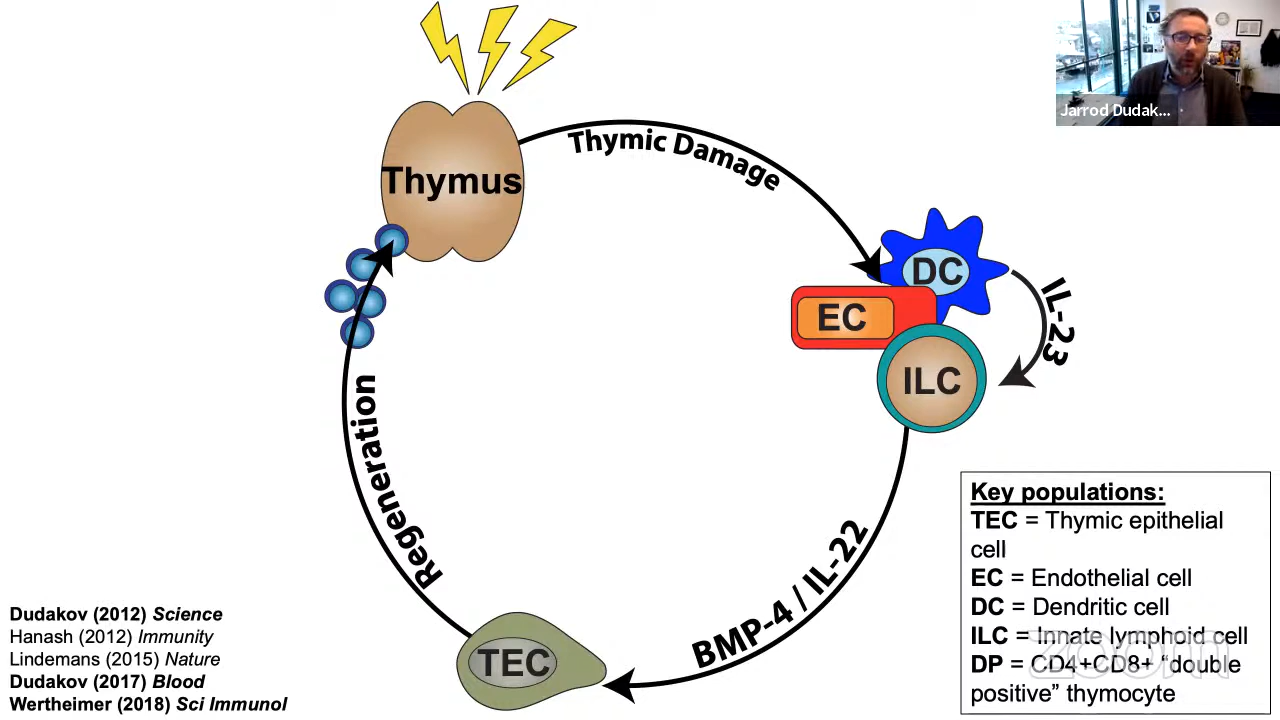 Jarrod Dudak...
Thymus
Thymic Damage
DC
EC
IL-23
ILC
Regeneration
BMP-4 / IL-22
TEC
Key populations:
TEC = Thymic epithelial
cell
EC = Endothelial cell
DC = Dendritic cell
ILC = Innate lymphoid cell
DP = CD4+CD8+ “double
positive” thymocyte
zoom
Dudakov (2012) Science
Hanash (2012) Immunity
Lindemans (2015) Nature
Dudakov (2017) Blood
Wertheimer (2018) Sci Immunol